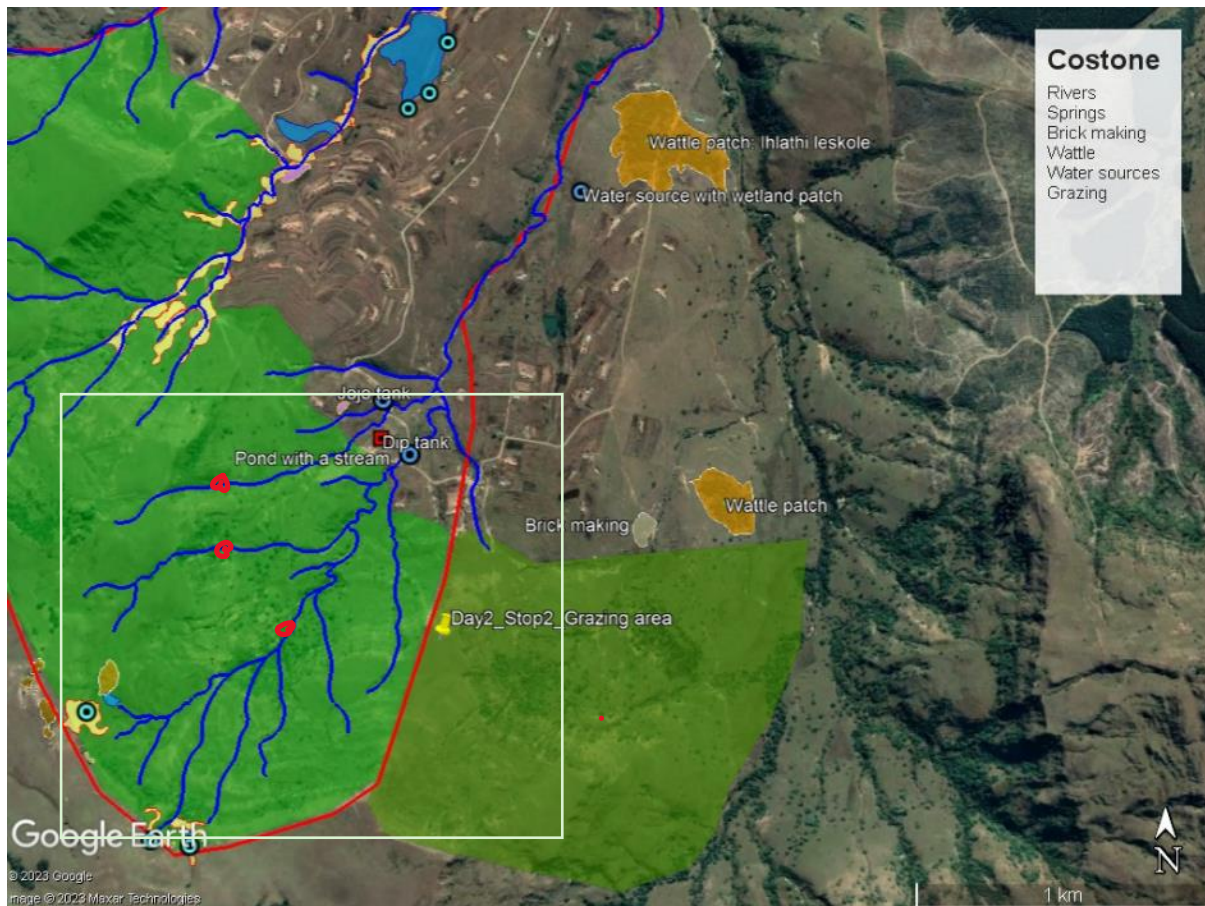 Costone
Rivers
Springs
Brick making
Wattle
Water sources
Grazing
Wattle patch: Ihlathi leskole
Water source with wetland patch
Jojo tank
Dip tank
Pond with a stream
Wattle patch
Brick making
Day2_Stop2_Grazing area
?
Google Earth
© 2023 Google
Image © 2023 Maxar Technologies
1 km
N